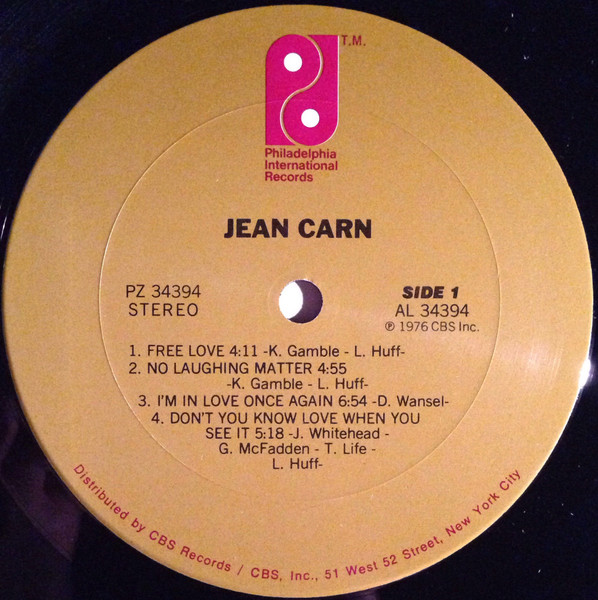 T.M.
Philadelphia
International
Records
JEAN CARN
PZ 34394
STEREO
SIDE 1
AL 34394
℗ 1976 CBS Inc.
1. FREE LOVE 4:11 -K. Gamble - L. Huff-
2. NO LAUGHING MATTER 4:55
-K. Gamble - L. Huff-
3. I'M IN LOVE ONCE AGAIN 6:54 -D. Wansel-
4. DON'T YOU KNOW LOVE WHEN YOU
SEE IT 5:18 -J. Whitehead -
G. McFadden - T. Life -
L. Huff-
Distributed by CBS Records / CBS, Inc., 51 West 52 Street, New York City